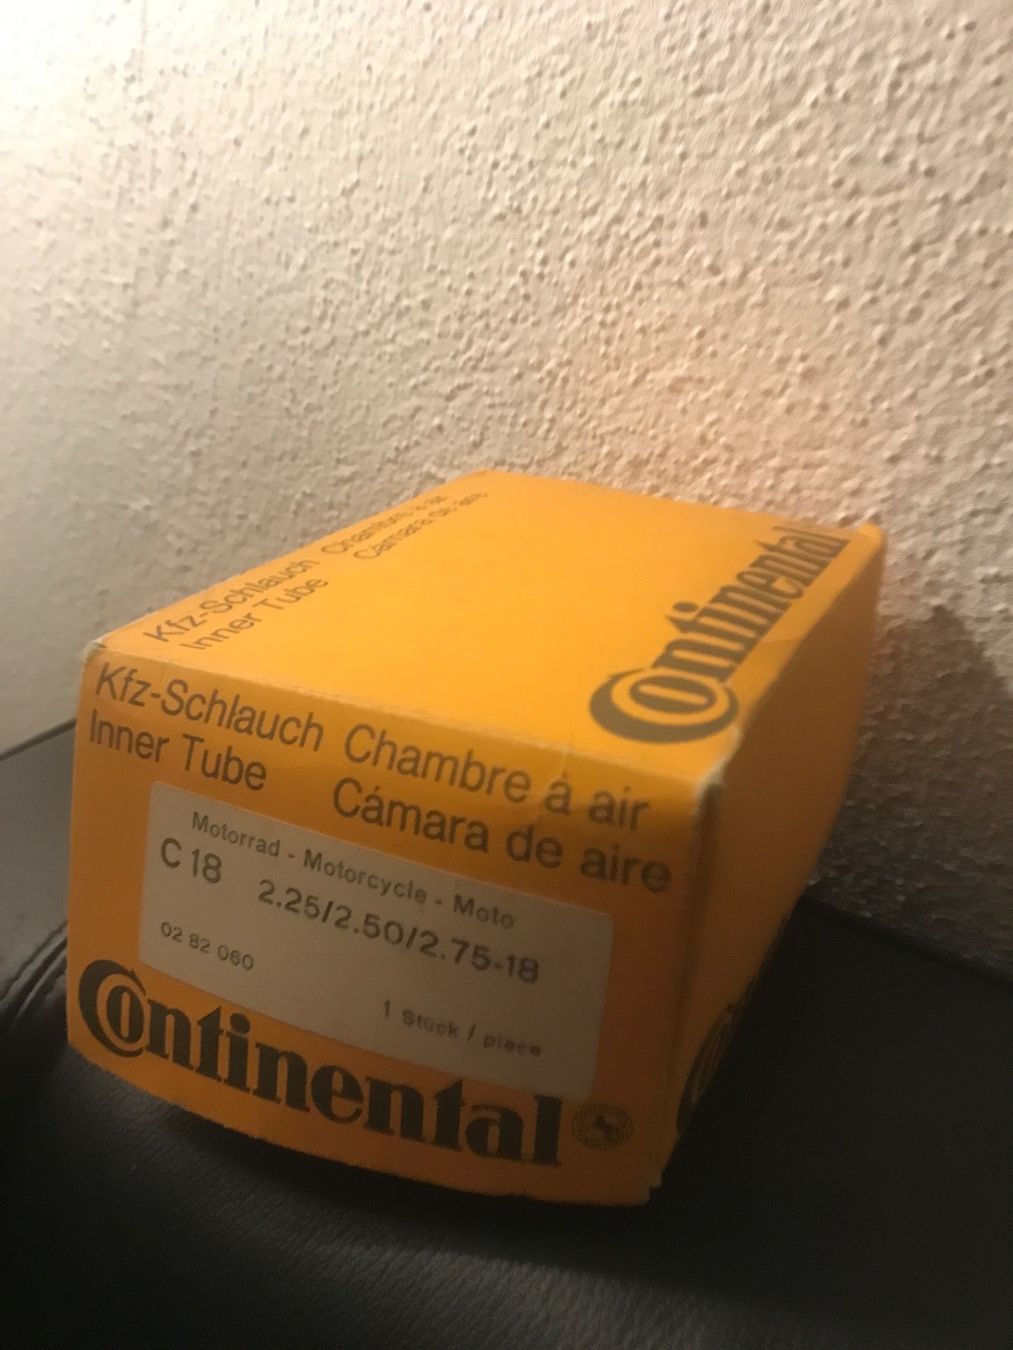 Kfz-Schlauch Chambre à air
Inner Tube Cámara de aire
Continental
Kfz-Schlauch Chambre à air
Inner Tube Cámara de aire
Motorrad - Motorcycle - Moto
C 18 2.25/2.50/2.75-18
02 82 060
1 Stück / piece
Continental